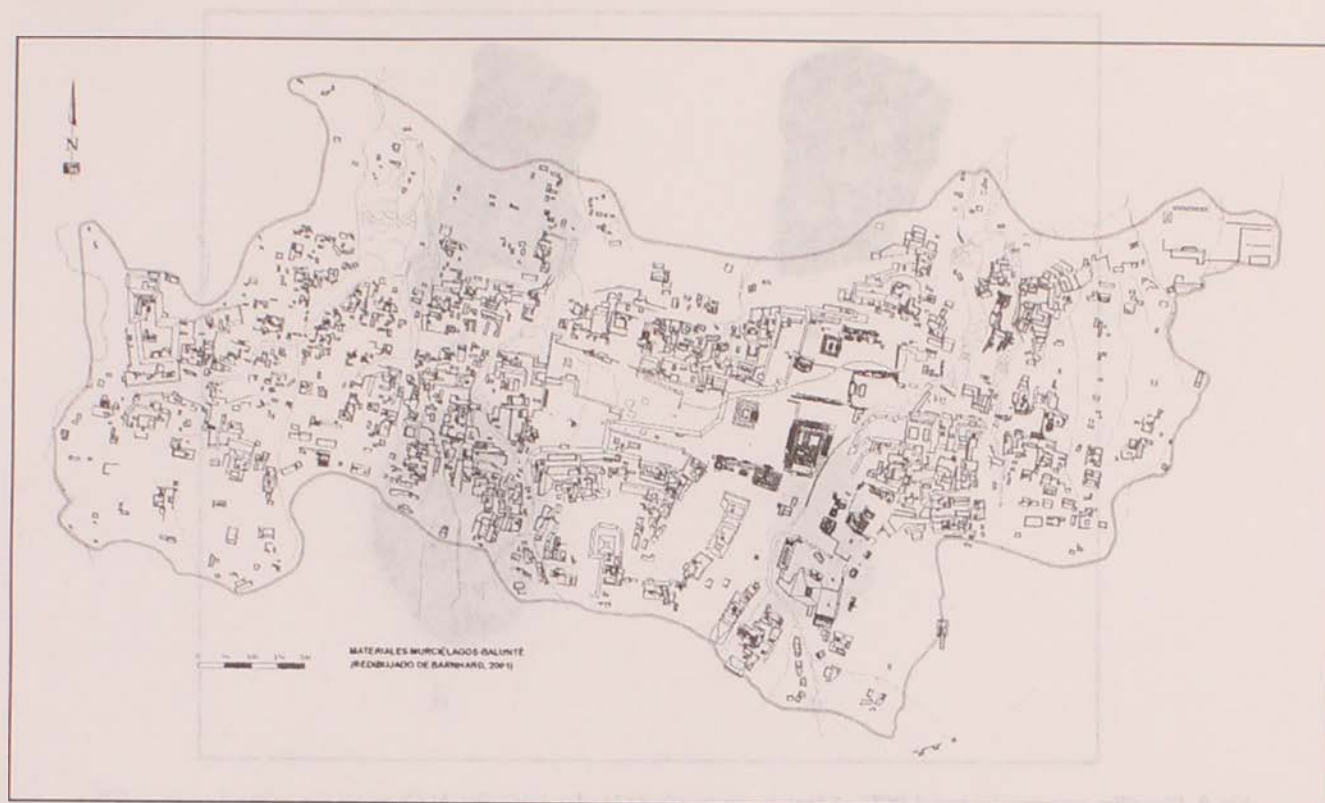 N
MATERIALES MURCIÉLAGOS-BALUNTÉ
(REDIBUJADO DE BARNHARD, 2001)